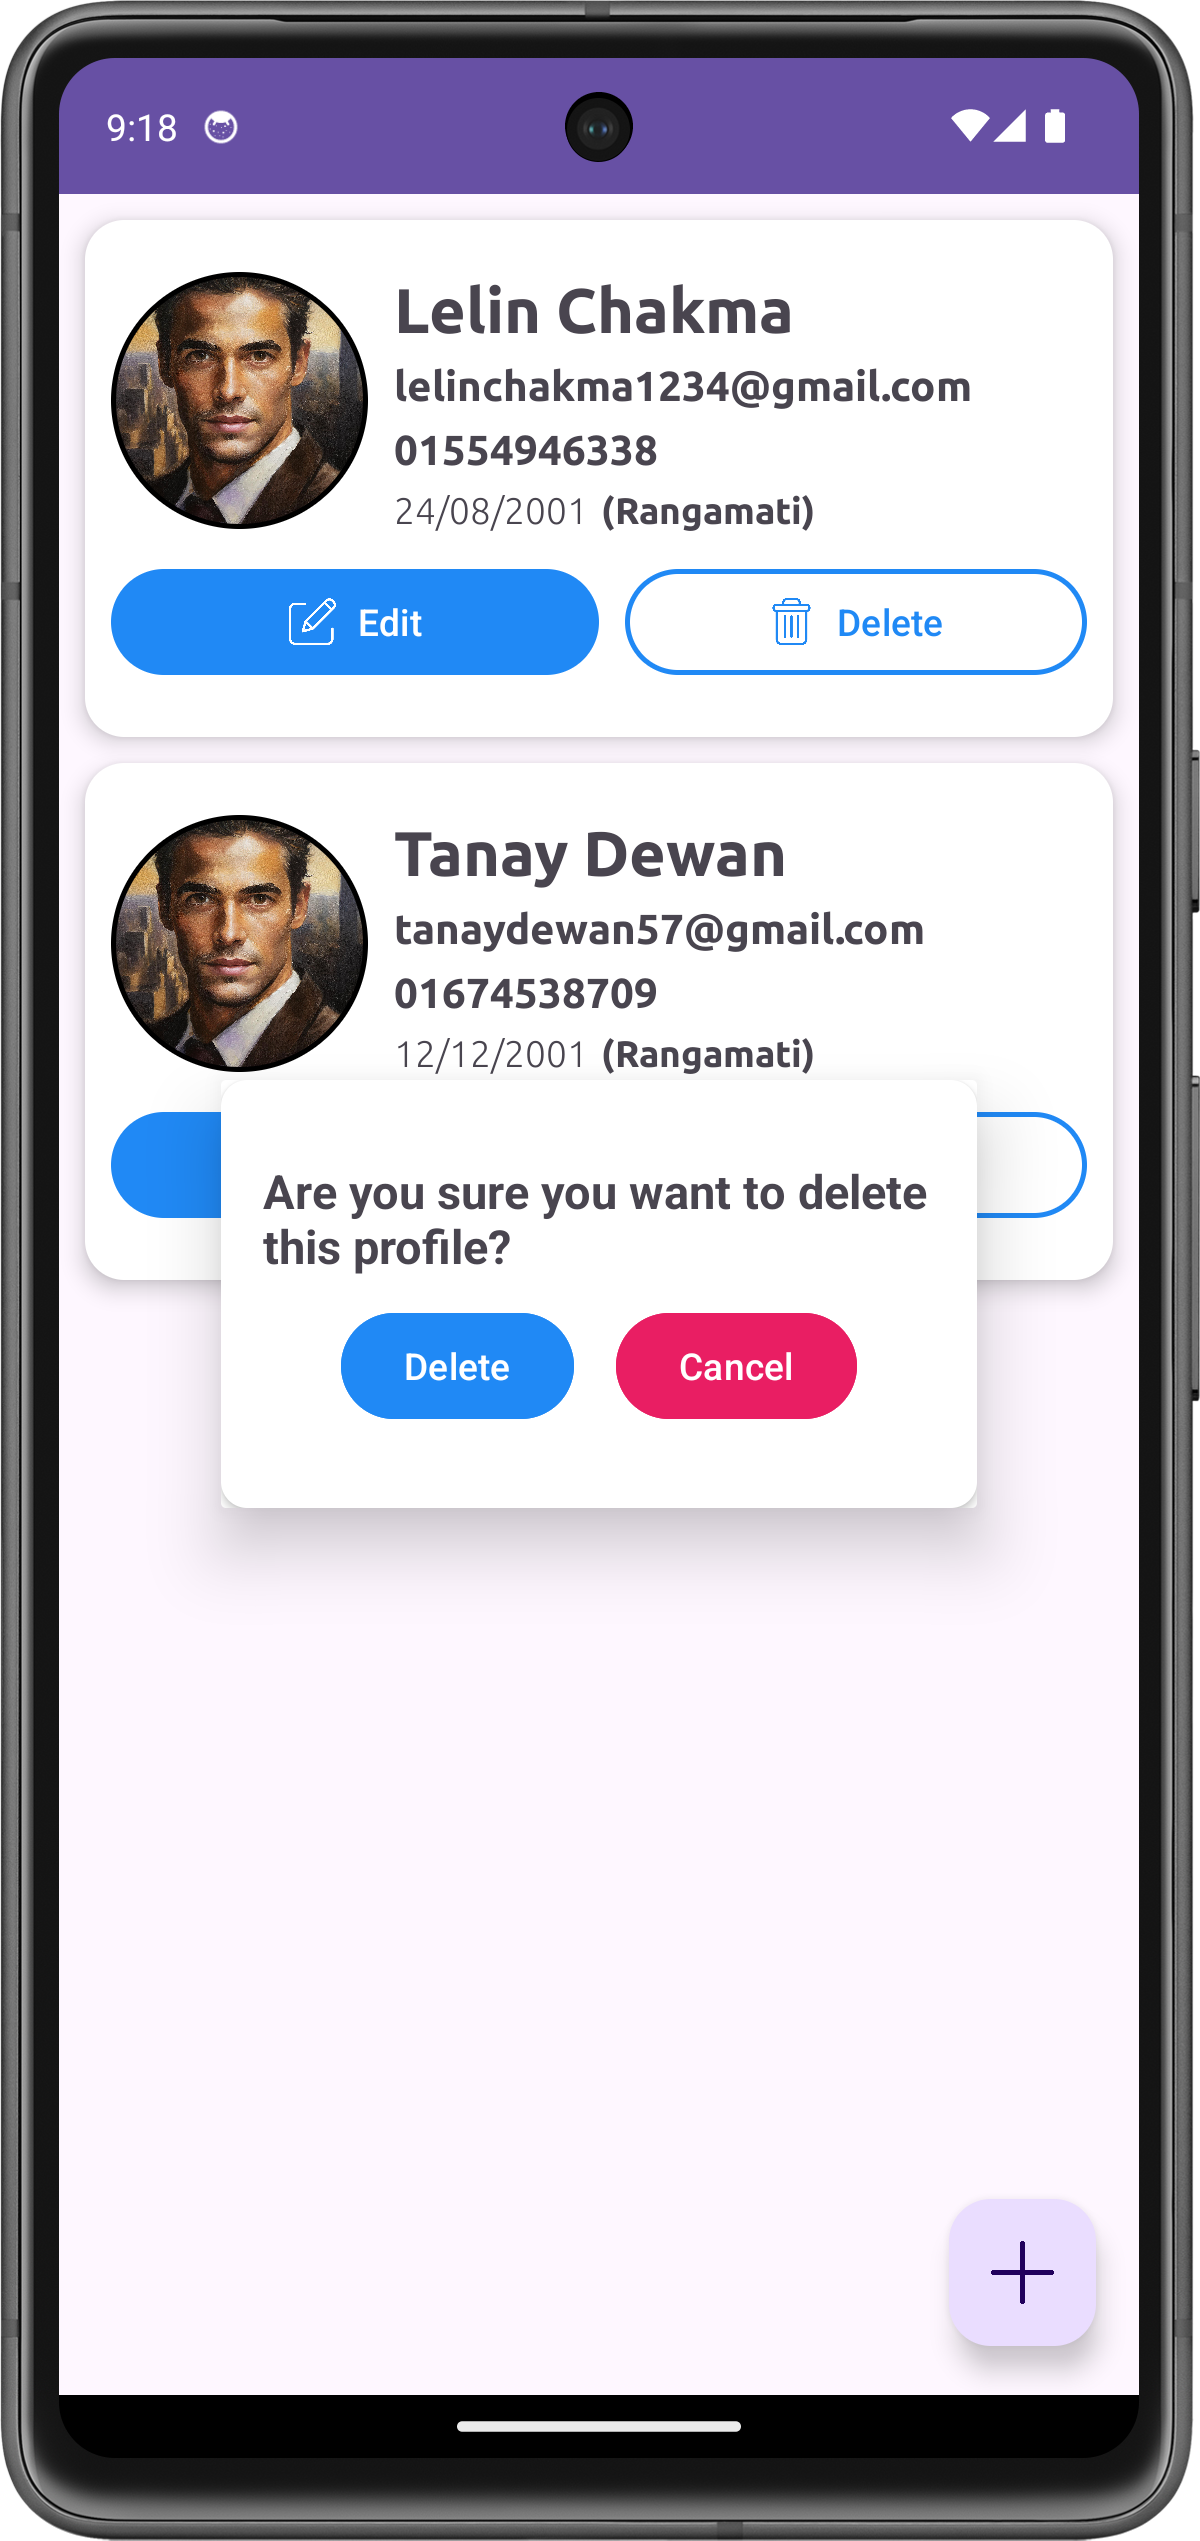 9:18
Lelin Chakma
lelinchakma1234@gmail.com
01554946338
24/08/2001 (Rangamati)
Edit
Delete
Tanay Dewan
tanaydewan57@gmail.com
01674538709
12/12/2001 (Rangamati)
Are you sure you want to delete
this profile?
Delete
Cancel